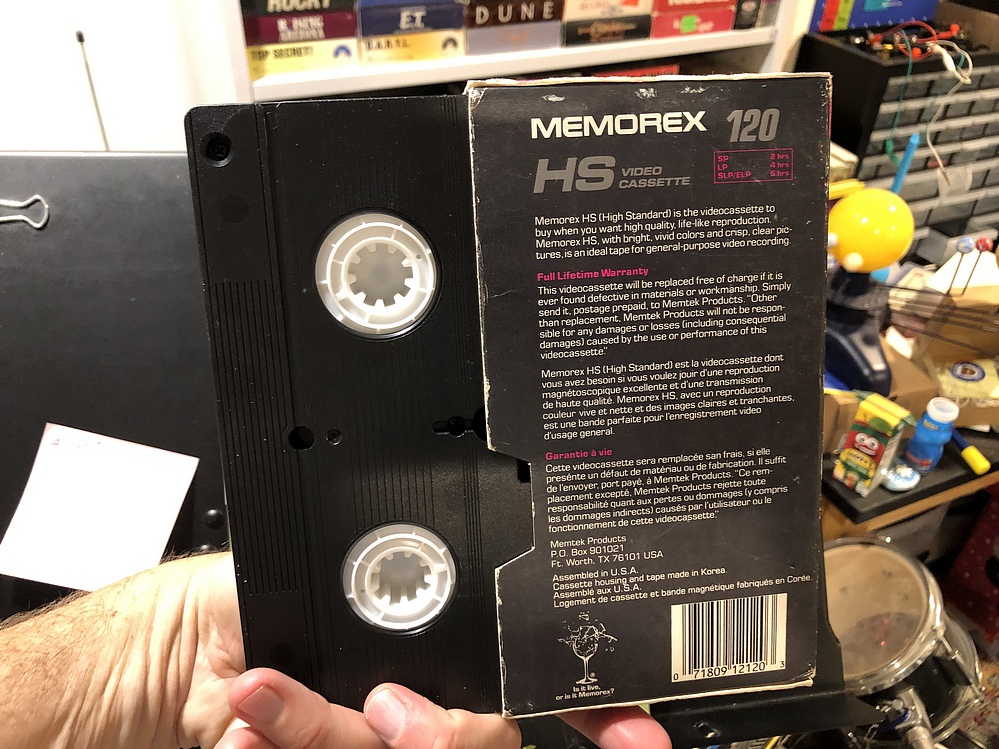 ROCKY
E.T.
DUNE
TOP SECRET!
MEMOREX 120
HS VIDEO
CASSETTE
SP 2 hrs
LP 4 hrs
SLP/ELP 6 hrs
Memorex HS (High Standard) is the videocassette to
buy when you want high quality, life-like reproduction.
Memorex HS, with bright, vivid colors and crisp, clear pic-
tures, is an ideal tape for general-purpose video recording.
Full Lifetime Warranty
This videocassette will be replaced free of charge if it is
ever found defective in materials or workmanship. Simply
send it, postage prepaid, to Memtek Products. "Other
than replacement, Memtek Products will not be respon-
sible for any damages or losses (including consequential
damages) caused by the use or performance of this
videocassette."
Memorex HS (High Standard) est la videocassette dont
vous avez besoin si vous voulez jouir d'une reproduction
magnétoscopique excellente et d'une transmission
de haute qualité. Memorex HS, avec un reproduction
couleur vive et nette et des images claires et tranchantes,
est une bande parfaite pour l'enregistrement video
d'usage general.
Garantie à vie
Cette videocassette sera remplacée san frais, si elle
presénte un défaut de matériau ou de fabrication. Il suffit
de l'envoyer, port payé, à Memtek Products. "Ce rem-
placement excepté, Memtek Products rejette toute
responsibilité quant aux pertes ou dommages (y compris
les dommages indirects) causés par l'utilisateur ou le
fonctionnement de cette videocassette."
Memtek Products
P.O. Box 901021
Ft. Worth, TX 76101 USA
Assembled in U.S.A.
Cassette housing and tape made in Korea.
Assemblé aux U.S.A.
Logement de cassette et bande magnétique fabriqués en Corée.
Is it live,
or is it Memorex?
0 71809 12120 3